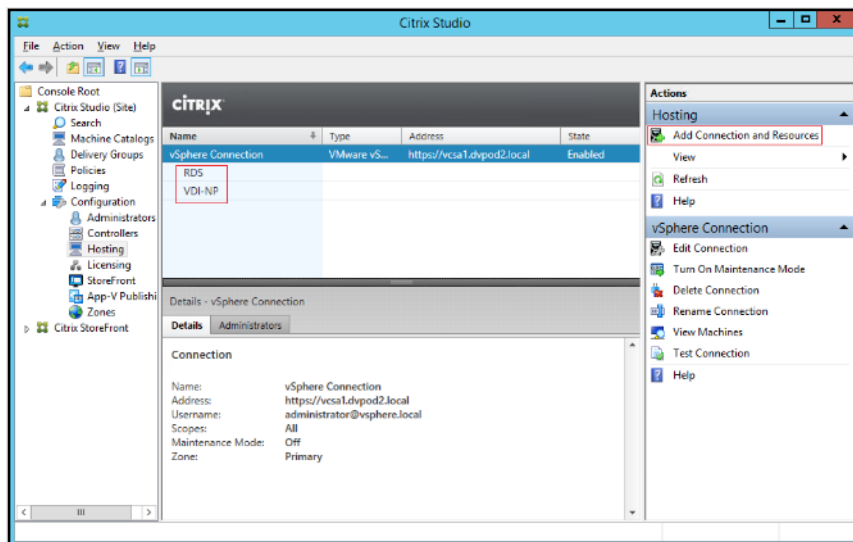 Citrix Studio
File Action View Help
Console Root
Citrix Studio (Site)
Search
Machine Catalogs
Delivery Groups
Policies
Logging
Configuration
Administrators
Controllers
Hosting
Licensing
StoreFront
App-V Publishi
Zones
Citrix StoreFront
CİTRIX
Name Type Address State
vSphere Connection VMware vS... https://vcsa1.dvpod2.local Enabled
RDS
VDI-NP
Details - vSphere Connection
Details Administrators
Connection
Name: vSphere Connection
Address: https://vcsa1.dvpod2.local
Username: administrator@vsphere.local
Scopes: All
Maintenance Mode: Off
Zone: Primary
Actions
Hosting
Add Connection and Resources
View
Refresh
Help
vSphere Connection
Edit Connection
Turn On Maintenance Mode
Delete Connection
Rename Connection
View Machines
Test Connection
Help